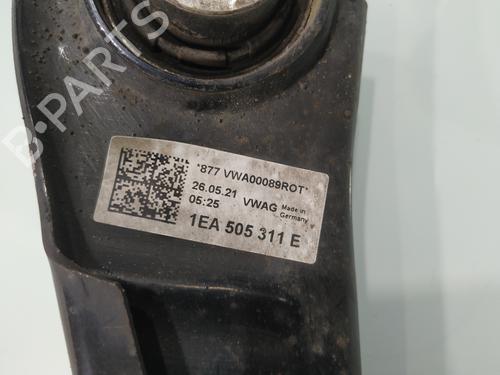 B-PARTS
*877 VWA00089ROT*
26.05.21 VWAG Made in
05:25 Germany
1EA 505 311 E